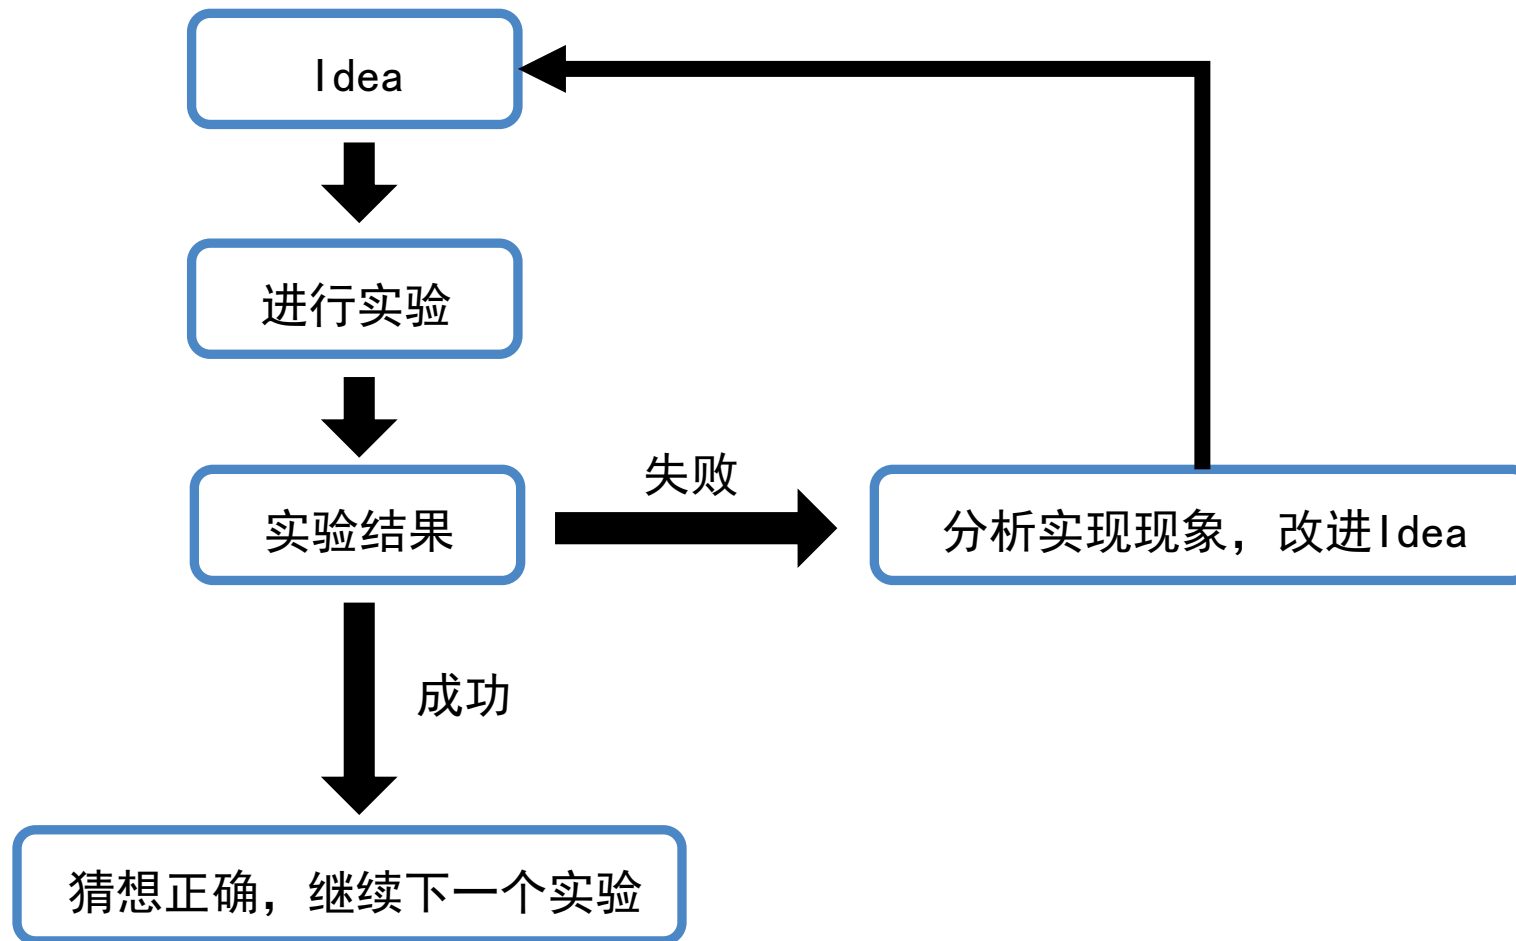 Idea
进行实验
失败
实验结果
分析实现现象，改进Idea
成功
猜想正确，继续下一个实验